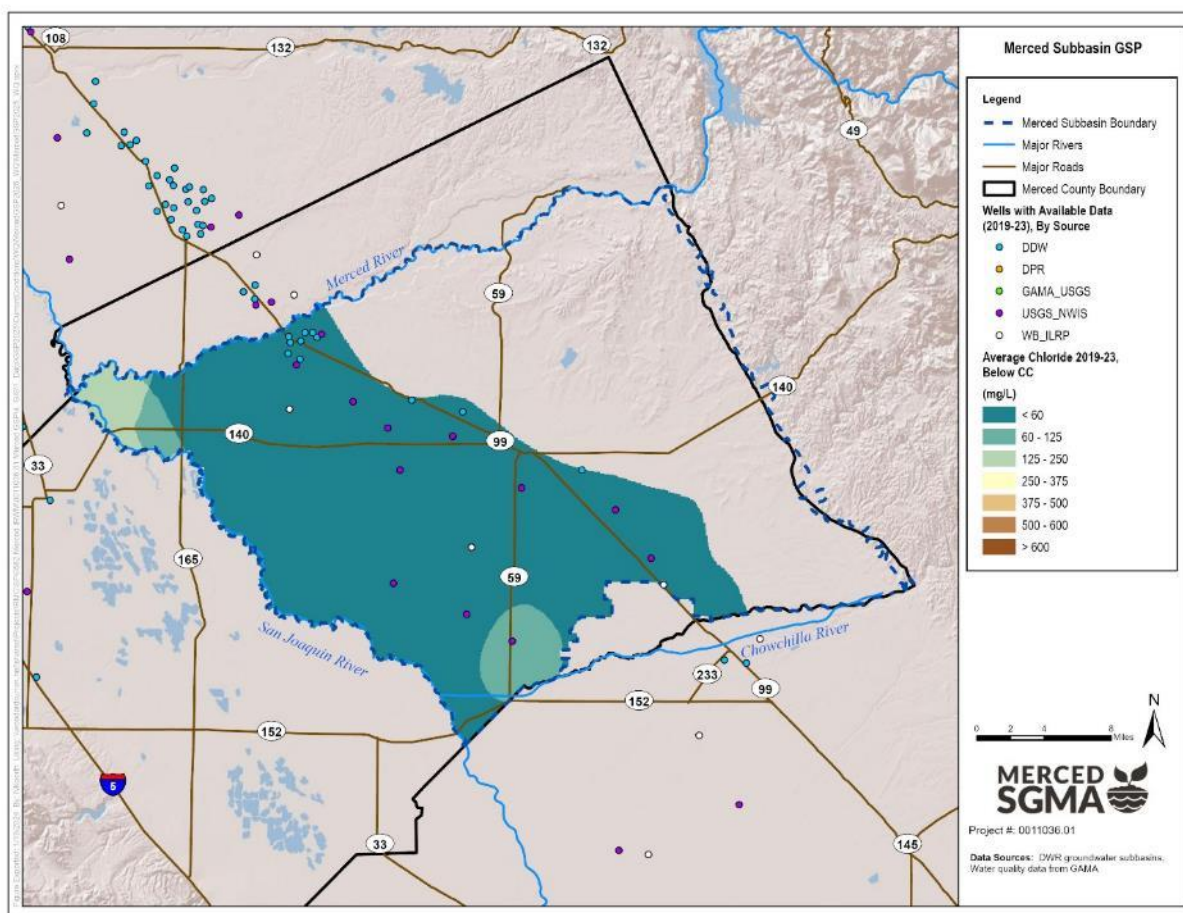 Merced Subbasin GSP
Legend
Merced Subbasin Boundary
Major Rivers
Major Roads
Merced County Boundary
Wells with Available Data
(2019-23), By Source
DDW
DPR
GAMA_USGS
USGS_NWIS
WB_ILRP
Average Chloride 2019-23,
Below CC
(mg/L)
< 60
60 - 125
125 - 250
250 - 375
375 - 500
500 - 600
> 600
N
0 2 4 8
Miles
MERCED
SGMA
Project #: 0011036.01
Data Sources: DWR groundwater subbasins,
Water quality data from GAMA
108
132
132
49
Merced River
59
140
33
140
99
165
59
San Joaquin River
Chowchilla River
233
99
152
152
5
33
145